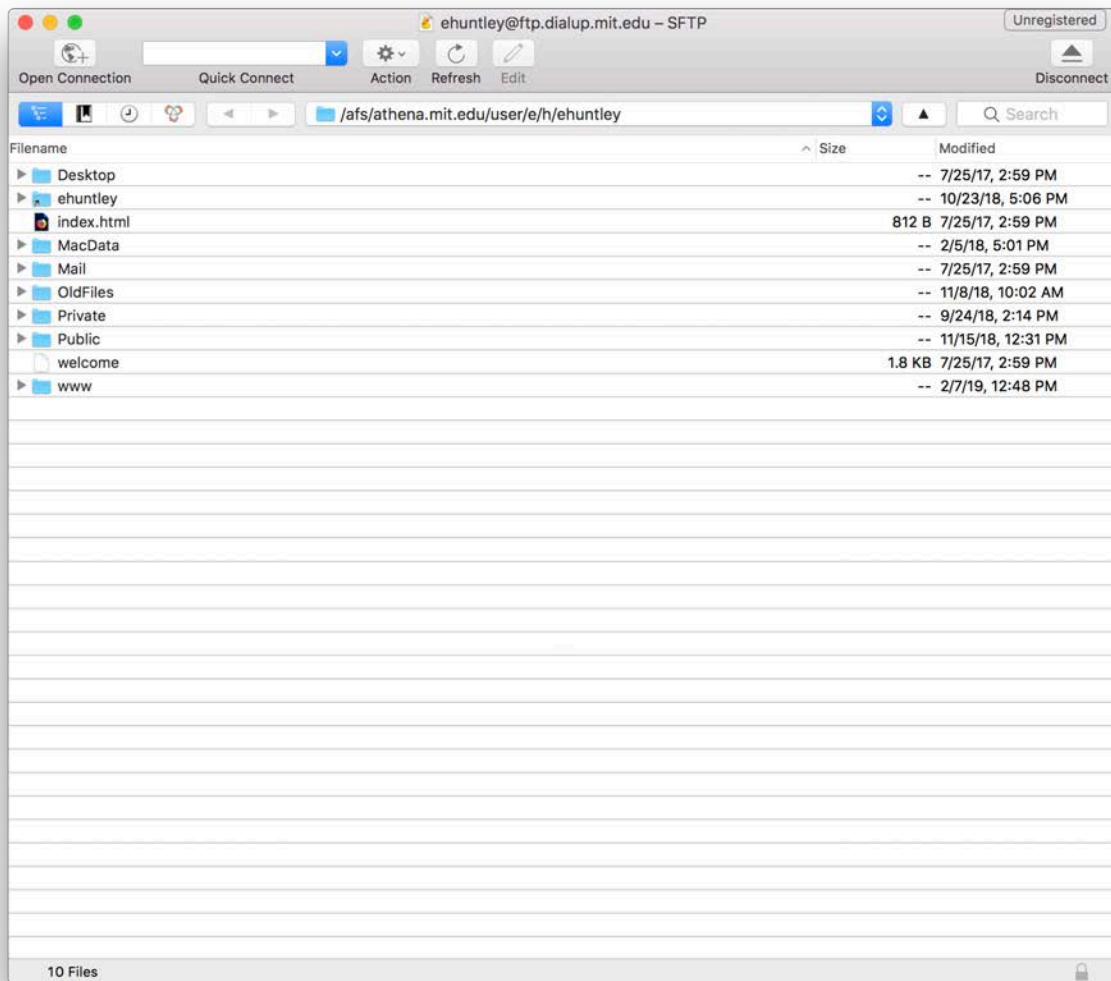 ehuntley@ftp.dialup.mit.edu – SFTP Unregistered
Open Connection Quick Connect Action Refresh Edit Disconnect
/afs/athena.mit.edu/user/e/h/ehuntley Search
Filename Size Modified
Desktop -- 7/25/17, 2:59 PM
ehuntley -- 10/23/18, 5:06 PM
index.html 812 B 7/25/17, 2:59 PM
MacData -- 2/5/18, 5:01 PM
Mail -- 7/25/17, 2:59 PM
OldFiles -- 11/8/18, 10:02 AM
Private -- 9/24/18, 2:14 PM
Public -- 11/15/18, 12:31 PM
welcome 1.8 KB 7/25/17, 2:59 PM
www -- 2/7/19, 12:48 PM
10 Files